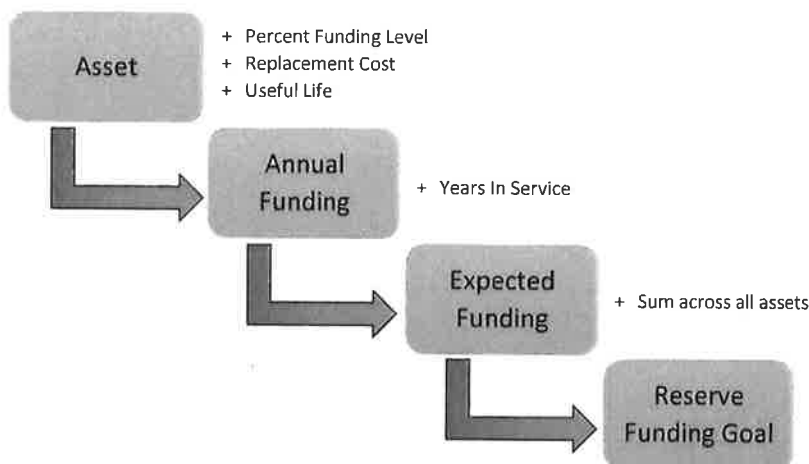 Asset
+ Percent Funding Level
+ Replacement Cost
+ Useful Life
Annual
Funding
+ Years In Service
Expected
Funding
+ Sum across all assets
Reserve
Funding Goal